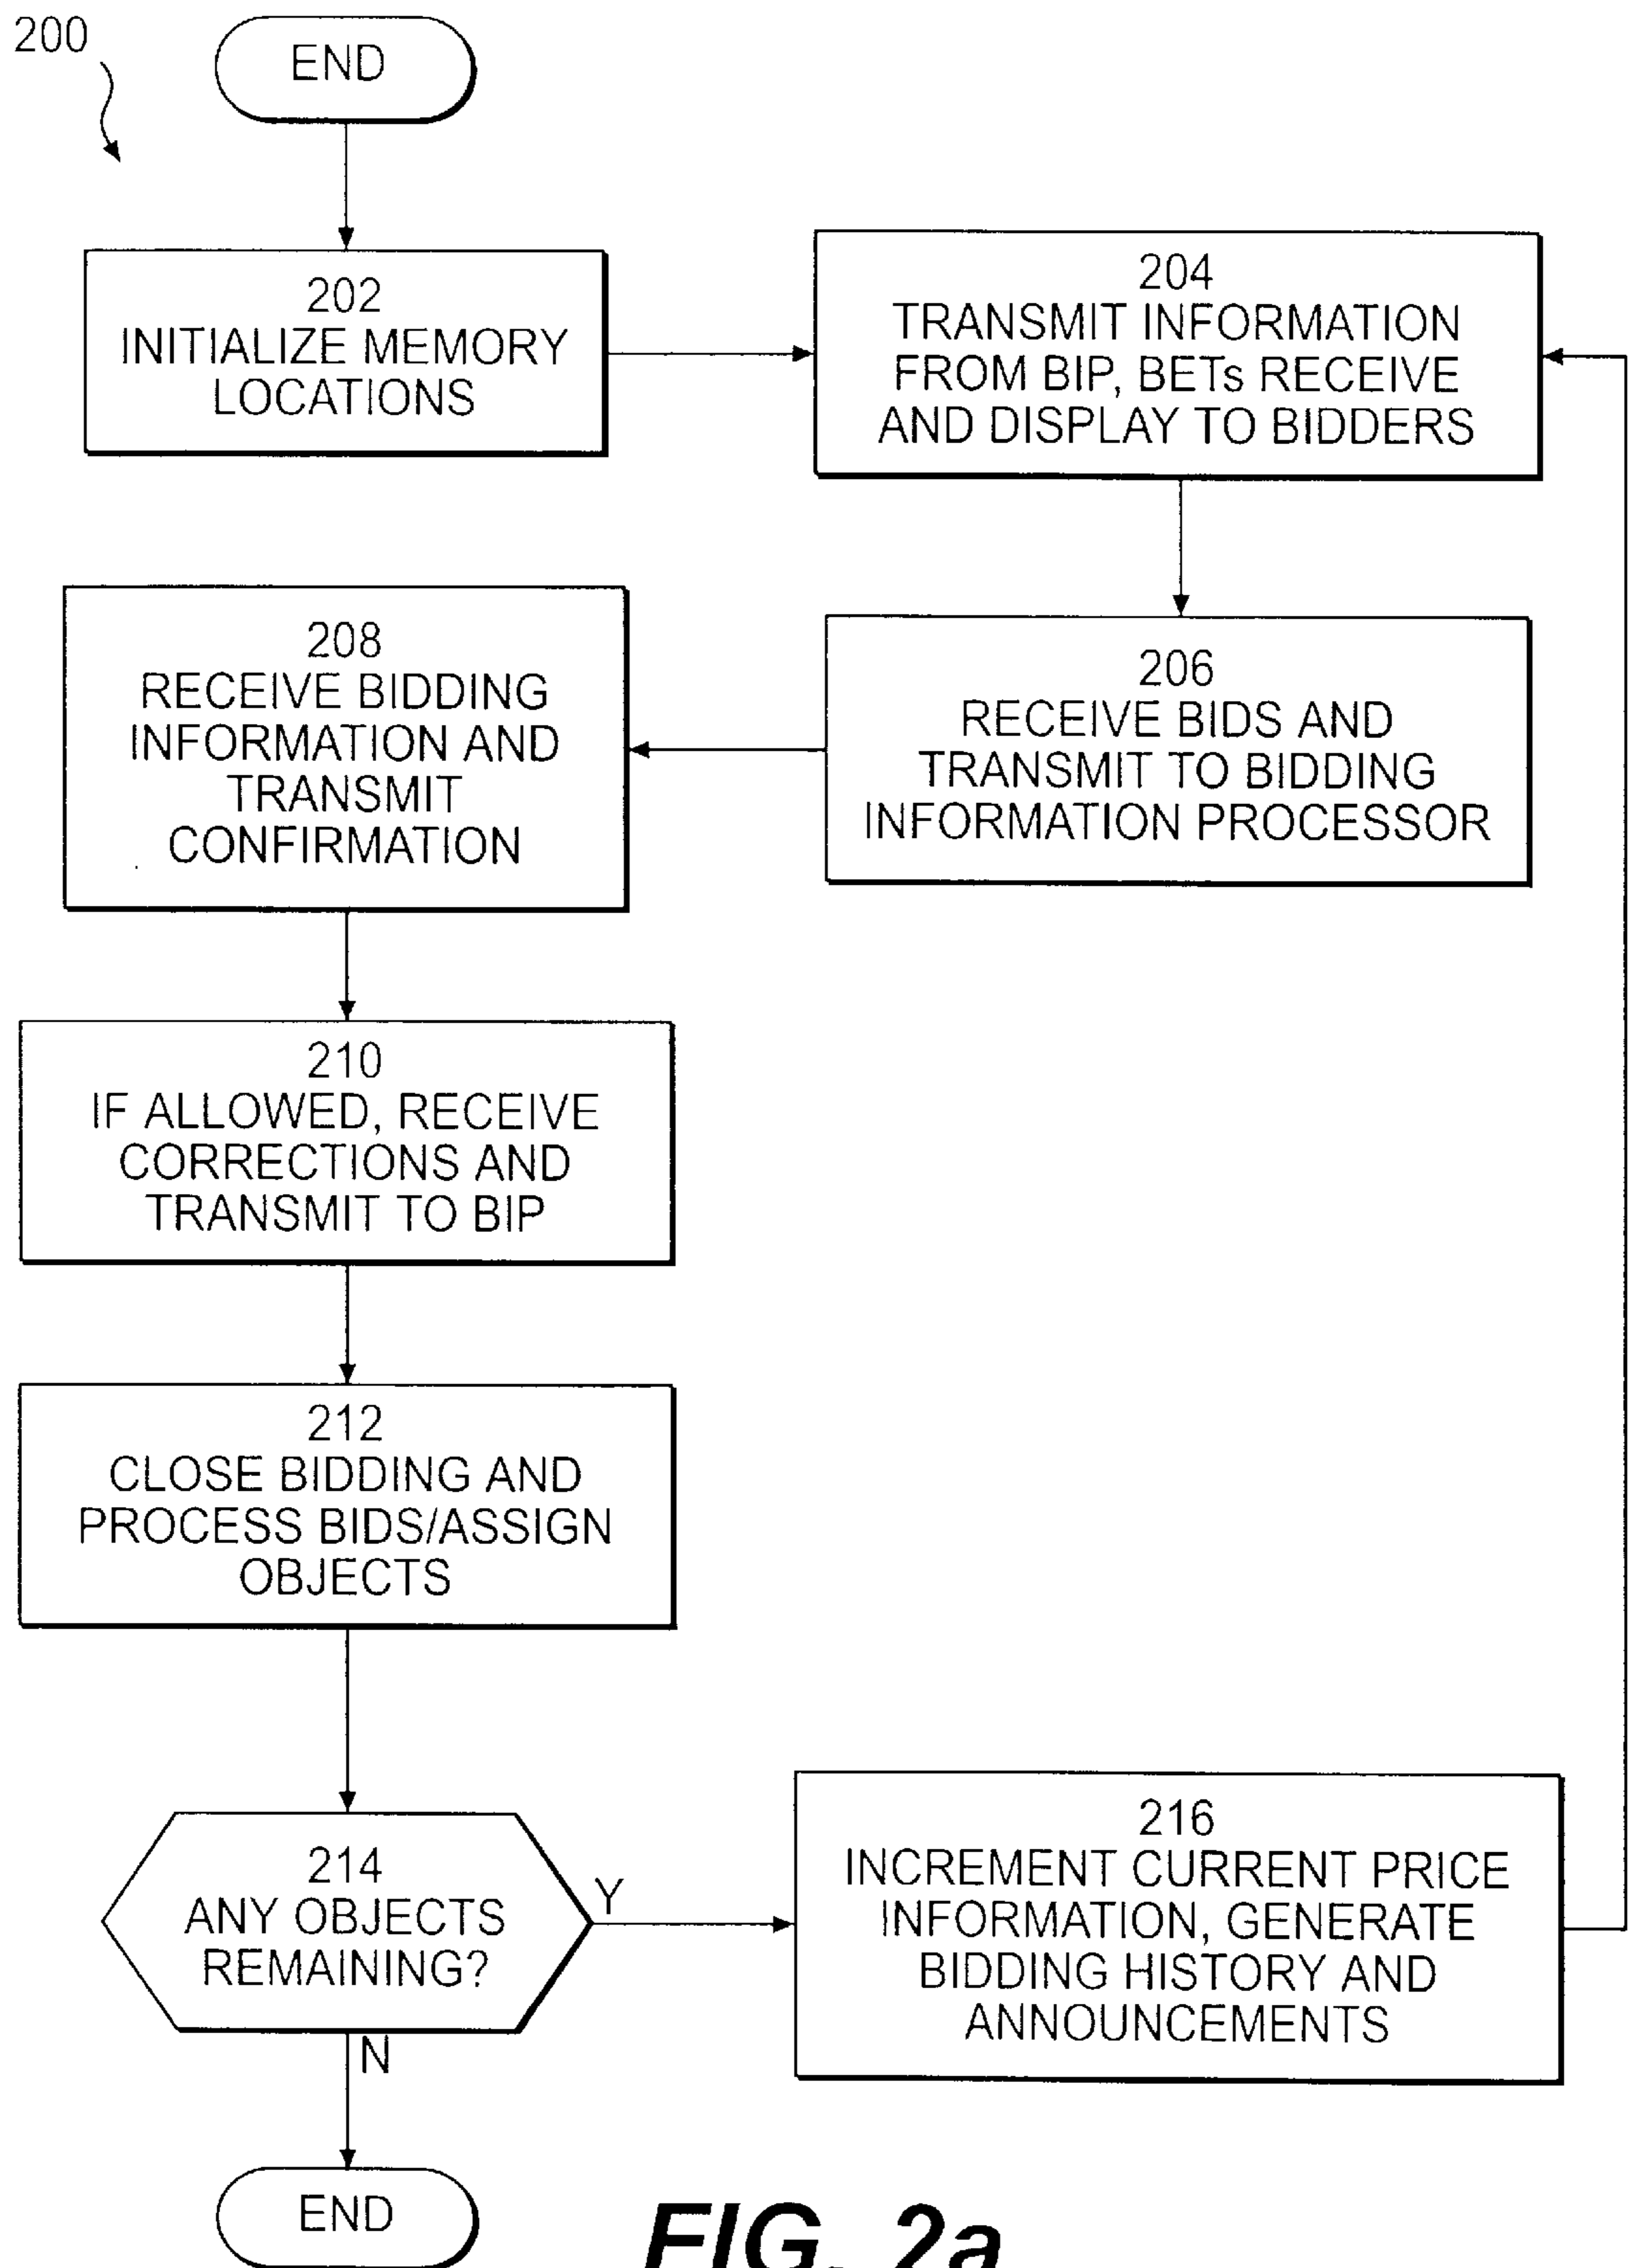 200
END
202
INITIALIZE MEMORY
LOCATIONS
204
TRANSMIT INFORMATION
FROM BIP, BETs RECEIVE
AND DISPLAY TO BIDDERS
206
RECEIVE BIDS AND
TRANSMIT TO BIDDING
INFORMATION PROCESSOR
208
RECEIVE BIDDING
INFORMATION AND
TRANSMIT
CONFIRMATION
210
IF ALLOWED, RECEIVE
CORRECTIONS AND
TRANSMIT TO BIP
212
CLOSE BIDDING AND
PROCESS BIDS/ASSIGN
OBJECTS
214
ANY OBJECTS
REMAINING?
Y
216
INCREMENT CURRENT PRICE
INFORMATION, GENERATE
BIDDING HISTORY AND
ANNOUNCEMENTS
N
END
FIG. 2a